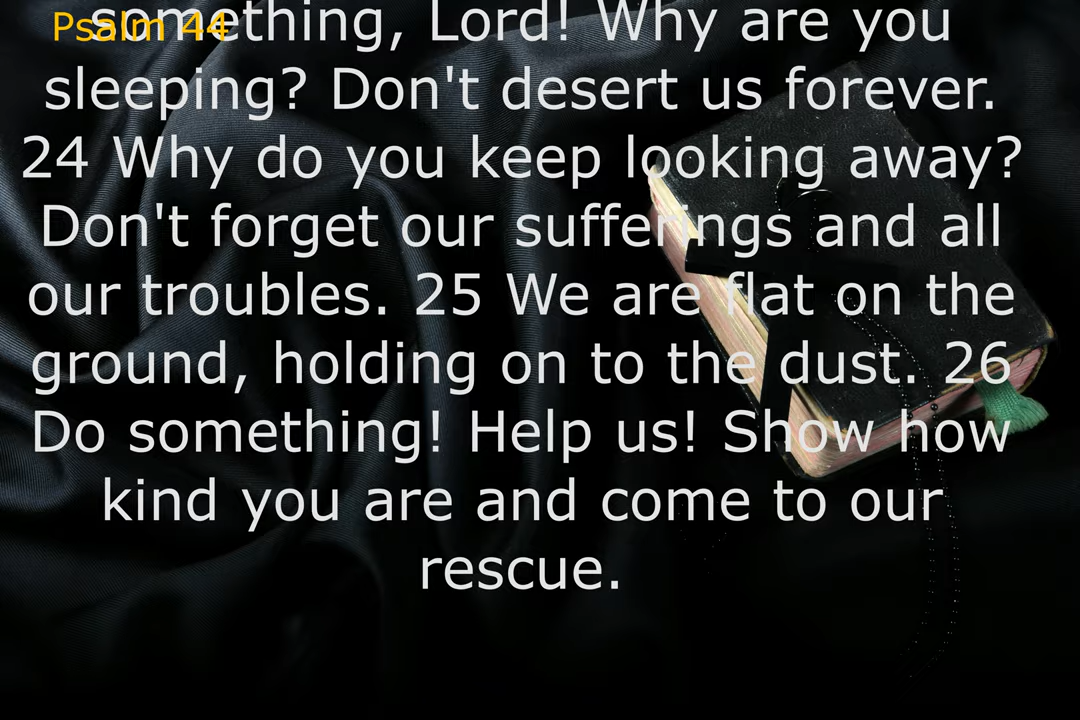 Psalm 44
something, Lord! Why are you
sleeping? Don't desert us forever.
24 Why do you keep looking away?
Don't forget our sufferings and all
our troubles. 25 We are flat on the
ground, holding on to the dust. 26
Do something! Help us! Show how
kind you are and come to our
rescue.